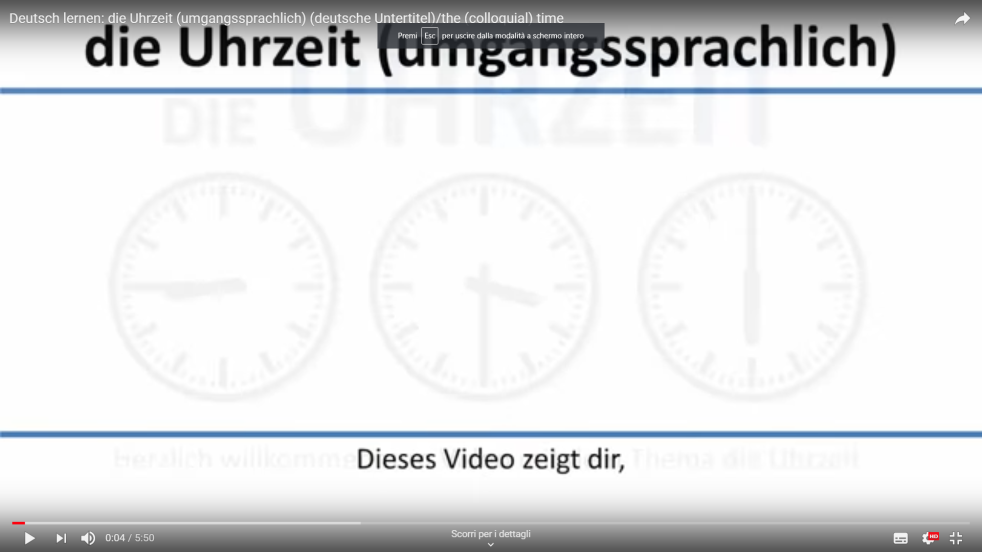 Deutsch lernen: die Uhrzeit (umgangssprachlich) (deutsche Untertitel)/the (colloquial) time
Premi Esc per uscire dalla modalità a schermo intero
die Uhrzeit (umgangssprachlich)
DIE UHRZEIT
Herzlich willkomme Thema die Uhrzeit
Dieses Video zeigt dir,
0:04 / 5:50
Scorri per i dettagli
HD